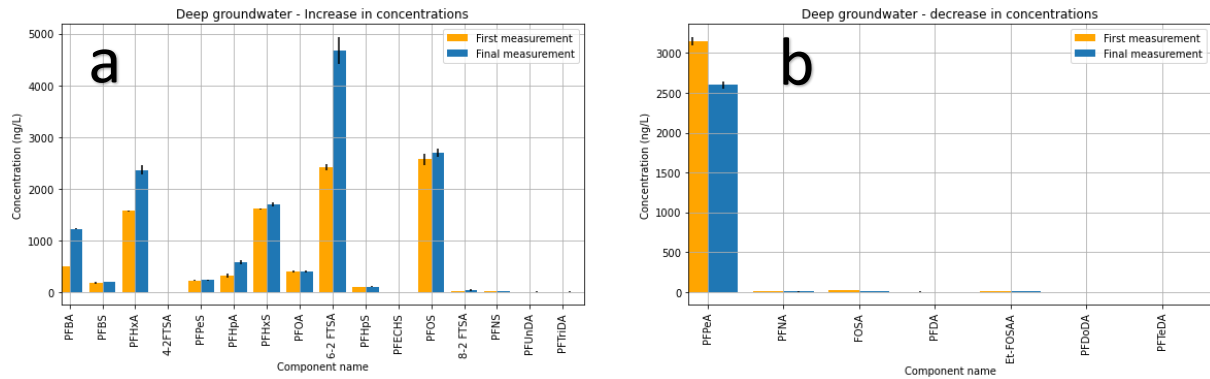 Deep groundwater - Increase in concentrations
a
First measurement
Final measurement
5000
4000
3000
2000
1000
0
Concentration (ng/L)
PFBA
PFBS
PFHxA
4-2FTSA
PFPeS
PFHpA
PFHxS
PFOA
6-2 FTSA
PFHpS
PFECHS
PFOS
8-2 FTSA
PFNS
PFUnDA
PFTriDA
Component name
Deep groundwater - decrease in concentrations
b
First measurement
Final measurement
3000
2500
2000
1500
1000
500
0
Concentration (ng/L)
PFPeA
PFNA
FOSA
PFDA
Et-FOSAA
PFDoDA
PFTeDA
Component name